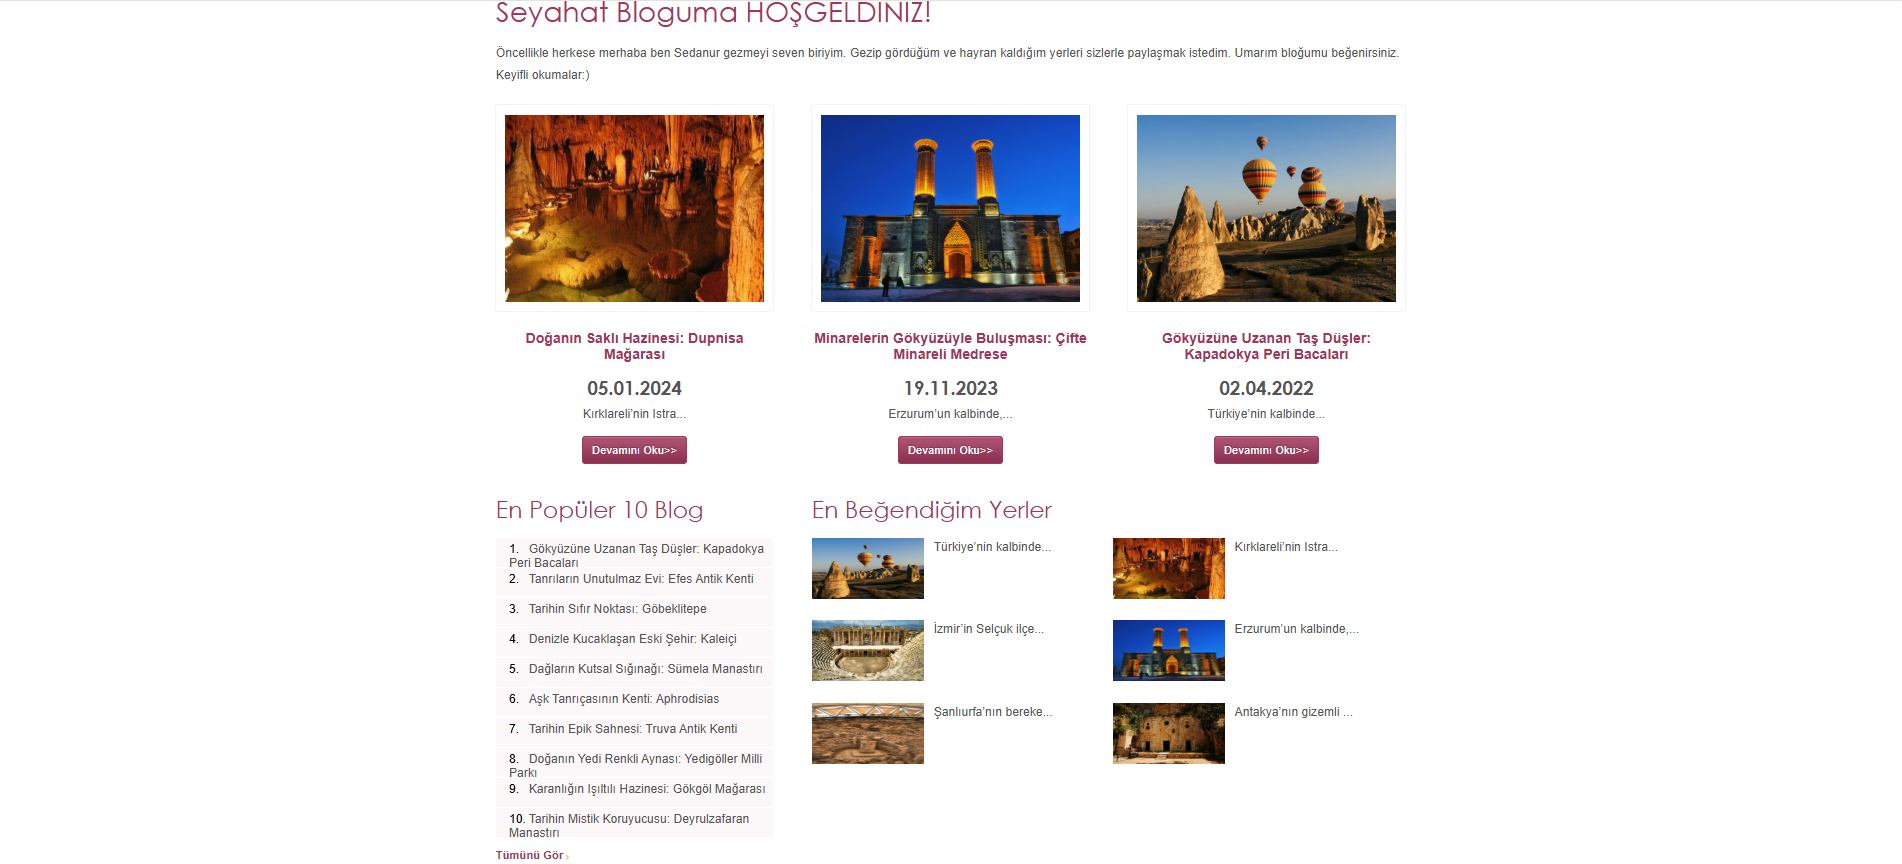 Seyahat Bloguma HOŞGELDİNİZ!
Öncellikle herkese merhaba ben Sedanur gezmeyi seven biriyim. Gezip gördüğüm ve hayran kaldığım yerleri sizlerle paylaşmak istedim. Umarım bloğumu beğenirsiniz.
Keyifli okumalar:)
Doğanın Saklı Hazinesi: Dupnisa
Mağarası
05.01.2024
Kırklareli’nin Istra...
Devamını Oku>>
Minarelerin Gökyüzüyle Buluşması: Çifte
Minareli Medrese
19.11.2023
Erzurum’un kalbinde,...
Devamını Oku>>
Gökyüzüne Uzanan Taş Düşler:
Kapadokya Peri Bacaları
02.04.2022
Türkiye’nin kalbinde...
Devamını Oku>>
En Popüler 10 Blog
1. Gökyüzüne Uzanan Taş Düşler: Kapadokya
Peri Bacaları
2. Tanrıların Unutulmaz Evi: Efes Antik Kenti
3. Tarihin Sıfır Noktası: Göbeklitepe
4. Denizle Kucaklaşan Eski Şehir: Kaleiçi
5. Dağların Kutsal Sığınağı: Sümela Manastırı
6. Aşk Tanrıçasının Kenti: Aphrodisias
7. Tarihin Epik Sahnesi: Truva Antik Kenti
8. Doğanın Yedi Renkli Aynası: Yedigöller Milli
Parkı
9. Karanlığın Işıltılı Hazinesi: Gökgöl Mağarası
10. Tarihin Mistik Koruyucusu: Deyrulzafaran
Manastırı
Tümünü Gör ›
En Beğendiğim Yerler
Türkiye’nin kalbinde...
Kırklareli’nin Istra...
İzmir’in Selçuk ilçe...
Erzurum’un kalbinde,...
Şanlıurfa’nın bereke...
Antakya’nın gizemli ...